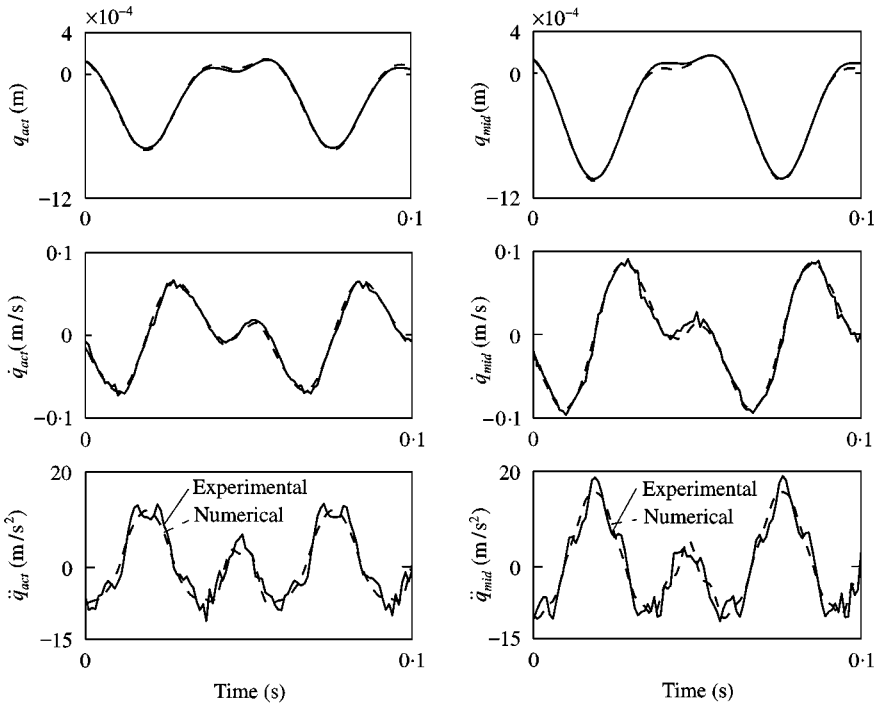 ×10⁻⁴
4
0
−12
q_act (m)
0
0·1
×10⁻⁴
4
0
−12
q_mid (m)
0
0·1
0·1
0
−0·1
q̇_act (m/s)
0
0·1
0·1
0
−0·1
q̇_mid (m/s)
0
0·1
20
0
−15
q̈_act (m/s²)
Experimental
Numerical
0
0·1
Time (s)
20
0
−15
q̈_mid (m/s²)
Experimental
Numerical
0
0·1
Time (s)